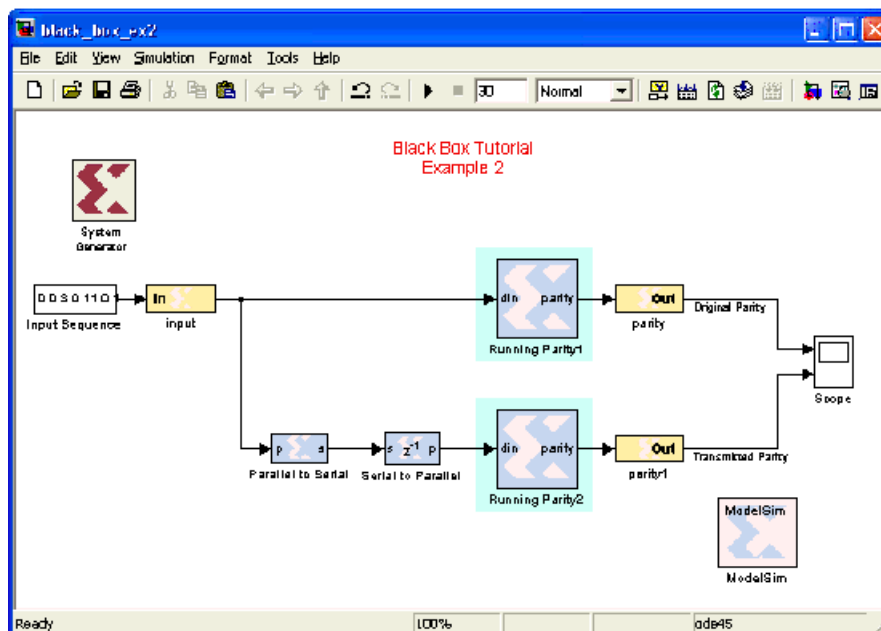 black_box_ex2
File Edit View Simulation Format Tools Help
30 Normal
Black Box Tutorial
Example 2
System
Generator
Input Sequence
In
input
din parity
Running Parity1
Out
parity
Original Parity
Scope
p s
Parallel to Serial
s z-1 p
Serial to Parallel
din parity
Running Parity2
Out
parity1
Transmitted Parity
ModelSim
ModelSim
Ready 100% ode45